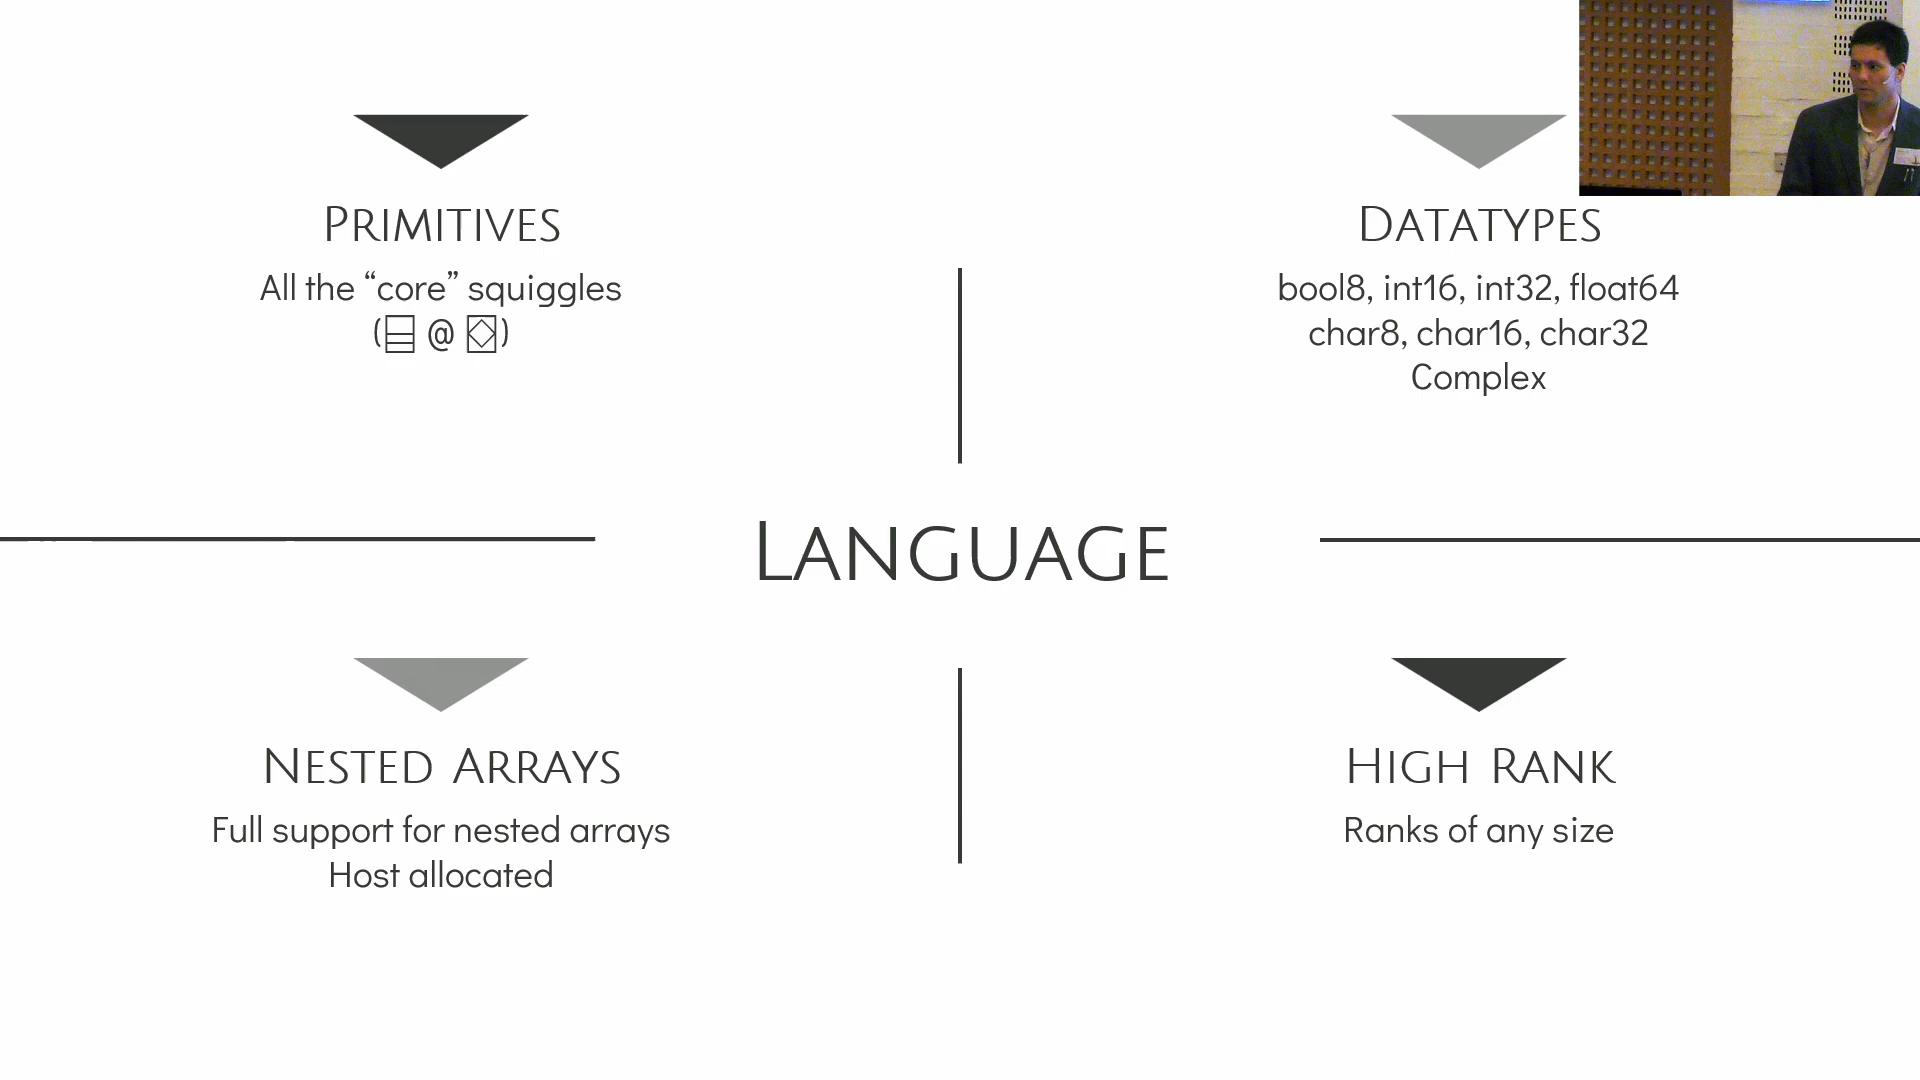 PRIMITIVES
All the “core” squiggles
(⌸ @ ⌺)
DATATYPES
bool8, int16, int32, float64
char8, char16, char32
Complex
LANGUAGE
NESTED ARRAYS
Full support for nested arrays
Host allocated
HIGH RANK
Ranks of any size